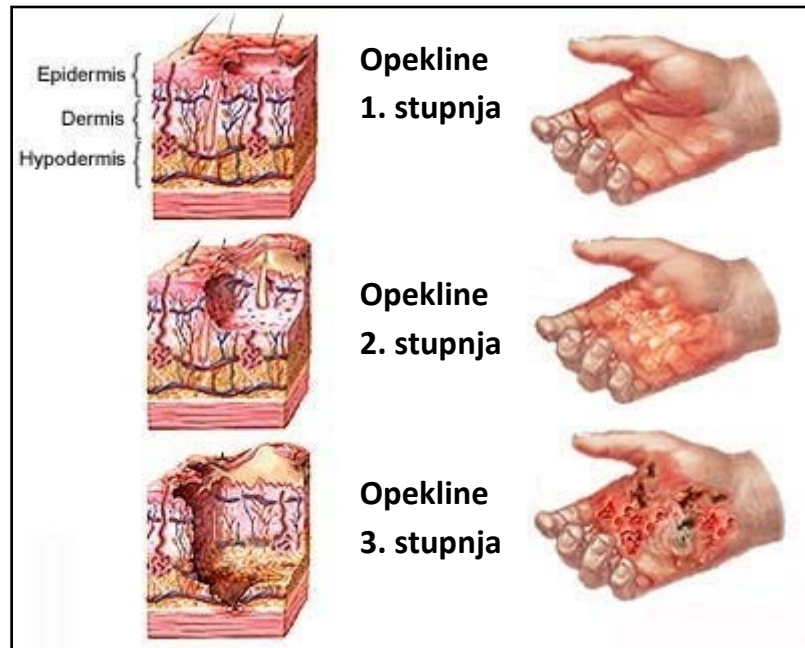 Epidermis
Dermis
Hypodermis
Opekline
1. stupnja
Opekline
2. stupnja
Opekline
3. stupnja